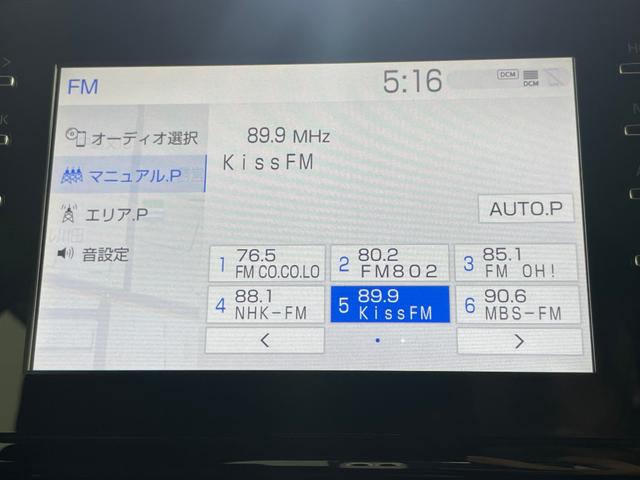 FM
5:16
DCM
DCM
オーディオ選択
89.9 MHz
マニュアル.P
KissFM
エリア.P
AUTO.P
音設定
1 76.5
FM CO.CO.LO
2 80.2
FM802
3 85.1
FM OH!
4 88.1
NHK-FM
5 89.9
KissFM
6 90.6
MBS-FM
<
>